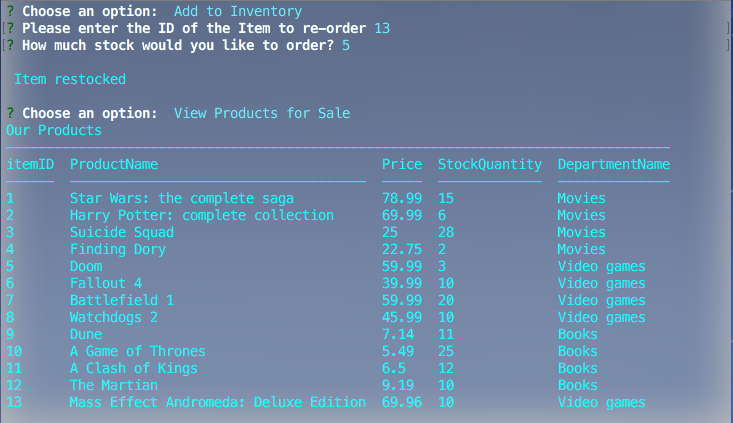 ? Choose an option:  Add to Inventory
[? Please enter the ID of the Item to re-order 13 ]
[? How much stock would you like to order? 5 ]
Item restocked
? Choose an option:  View Products for Sale
Our Products
itemID  ProductName  Price  StockQuantity  DepartmentName
1  Star Wars: the complete saga  78.99  15  Movies
2  Harry Potter: complete collection  69.99  6  Movies
3  Suicide Squad  25  28  Movies
4  Finding Dory  22.75  2  Movies
5  Doom  59.99  3  Video games
6  Fallout 4  39.99  10  Video games
7  Battlefield 1  59.99  20  Video games
8  Watchdogs 2  45.99  10  Video games
9  Dune  7.14  11  Books
10  A Game of Thrones  5.49  25  Books
11  A Clash of Kings  6.5  12  Books
12  The Martian  9.19  10  Books
13  Mass Effect Andromeda: Deluxe Edition  69.96  10  Video games